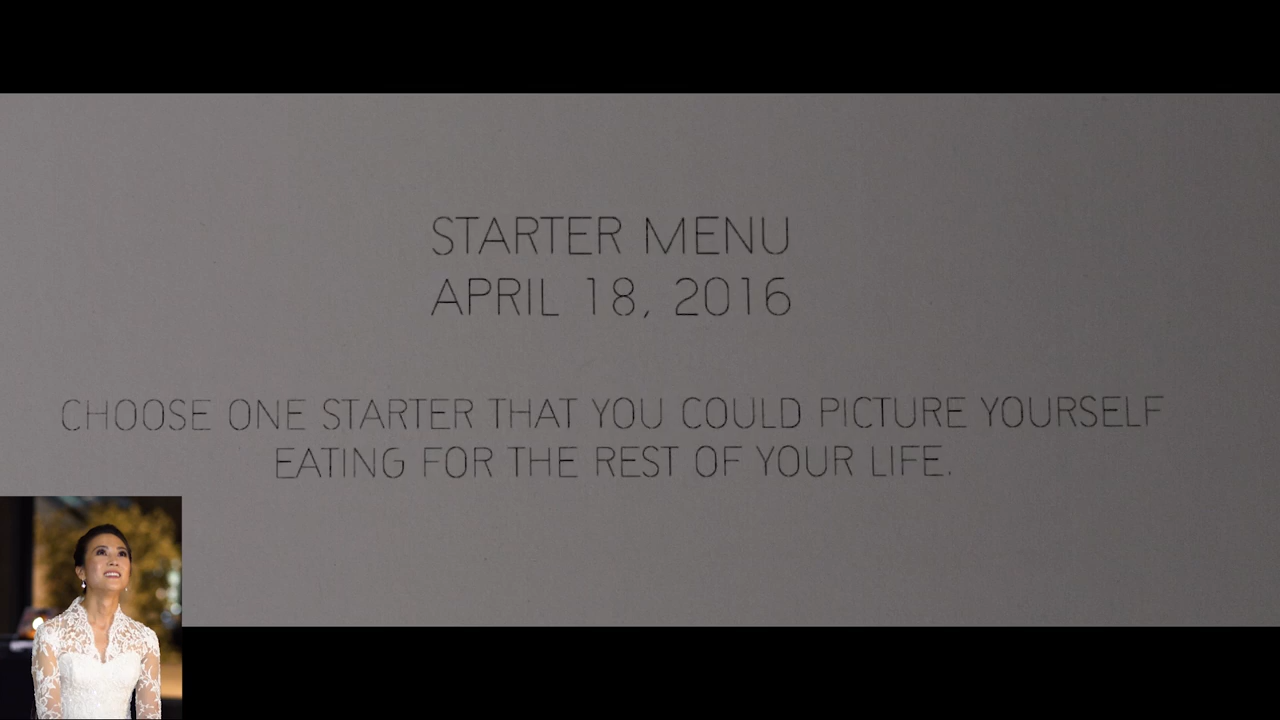 STARTER MENU
APRIL 18, 2016
CHOOSE ONE STARTER THAT YOU COULD PICTURE YOURSELF
EATING FOR THE REST OF YOUR LIFE.